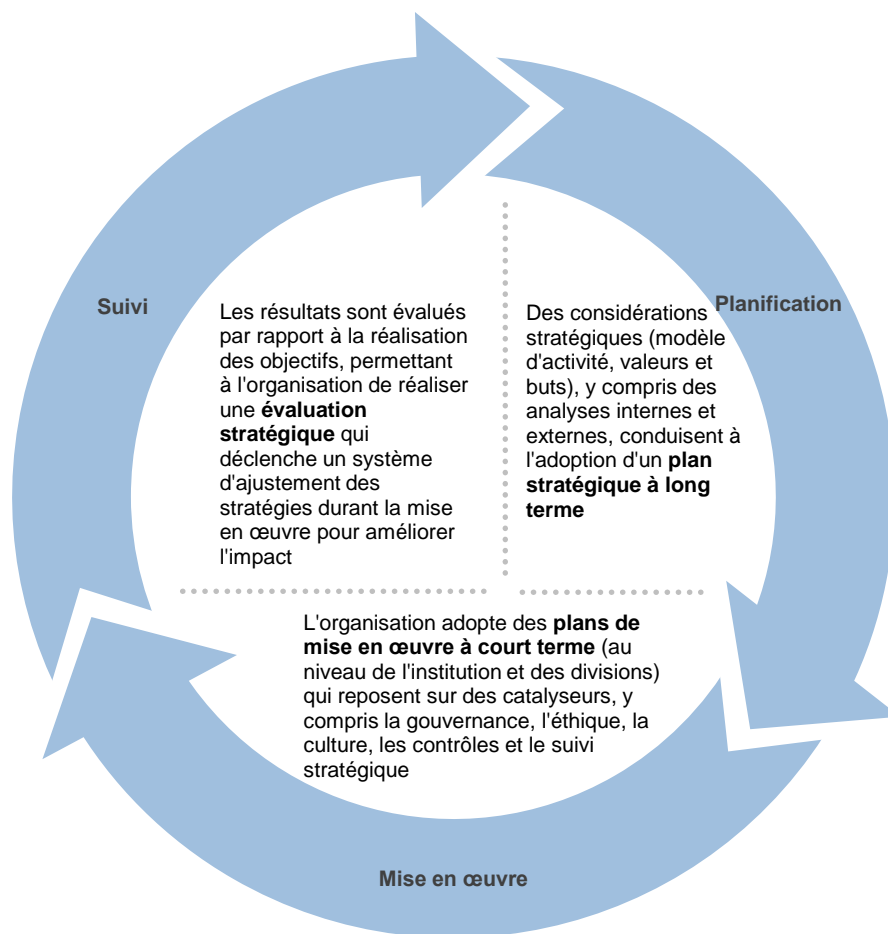 Suivi
Les résultats sont évalués
par rapport à la réalisation
des objectifs, permettant
à l'organisation de réaliser
une évaluation
stratégique qui
déclenche un système
d'ajustement des
stratégies durant la mise
en œuvre pour améliorer
l'impact
Planification
Des considérations
stratégiques (modèle
d'activité, valeurs et
buts), y compris des
analyses internes et
externes, conduisent à
l'adoption d'un plan
stratégique à long
terme
L'organisation adopte des plans de
mise en œuvre à court terme (au
niveau de l'institution et des divisions)
qui reposent sur des catalyseurs, y
compris la gouvernance, l'éthique, la
culture, les contrôles et le suivi
stratégique
Mise en œuvre